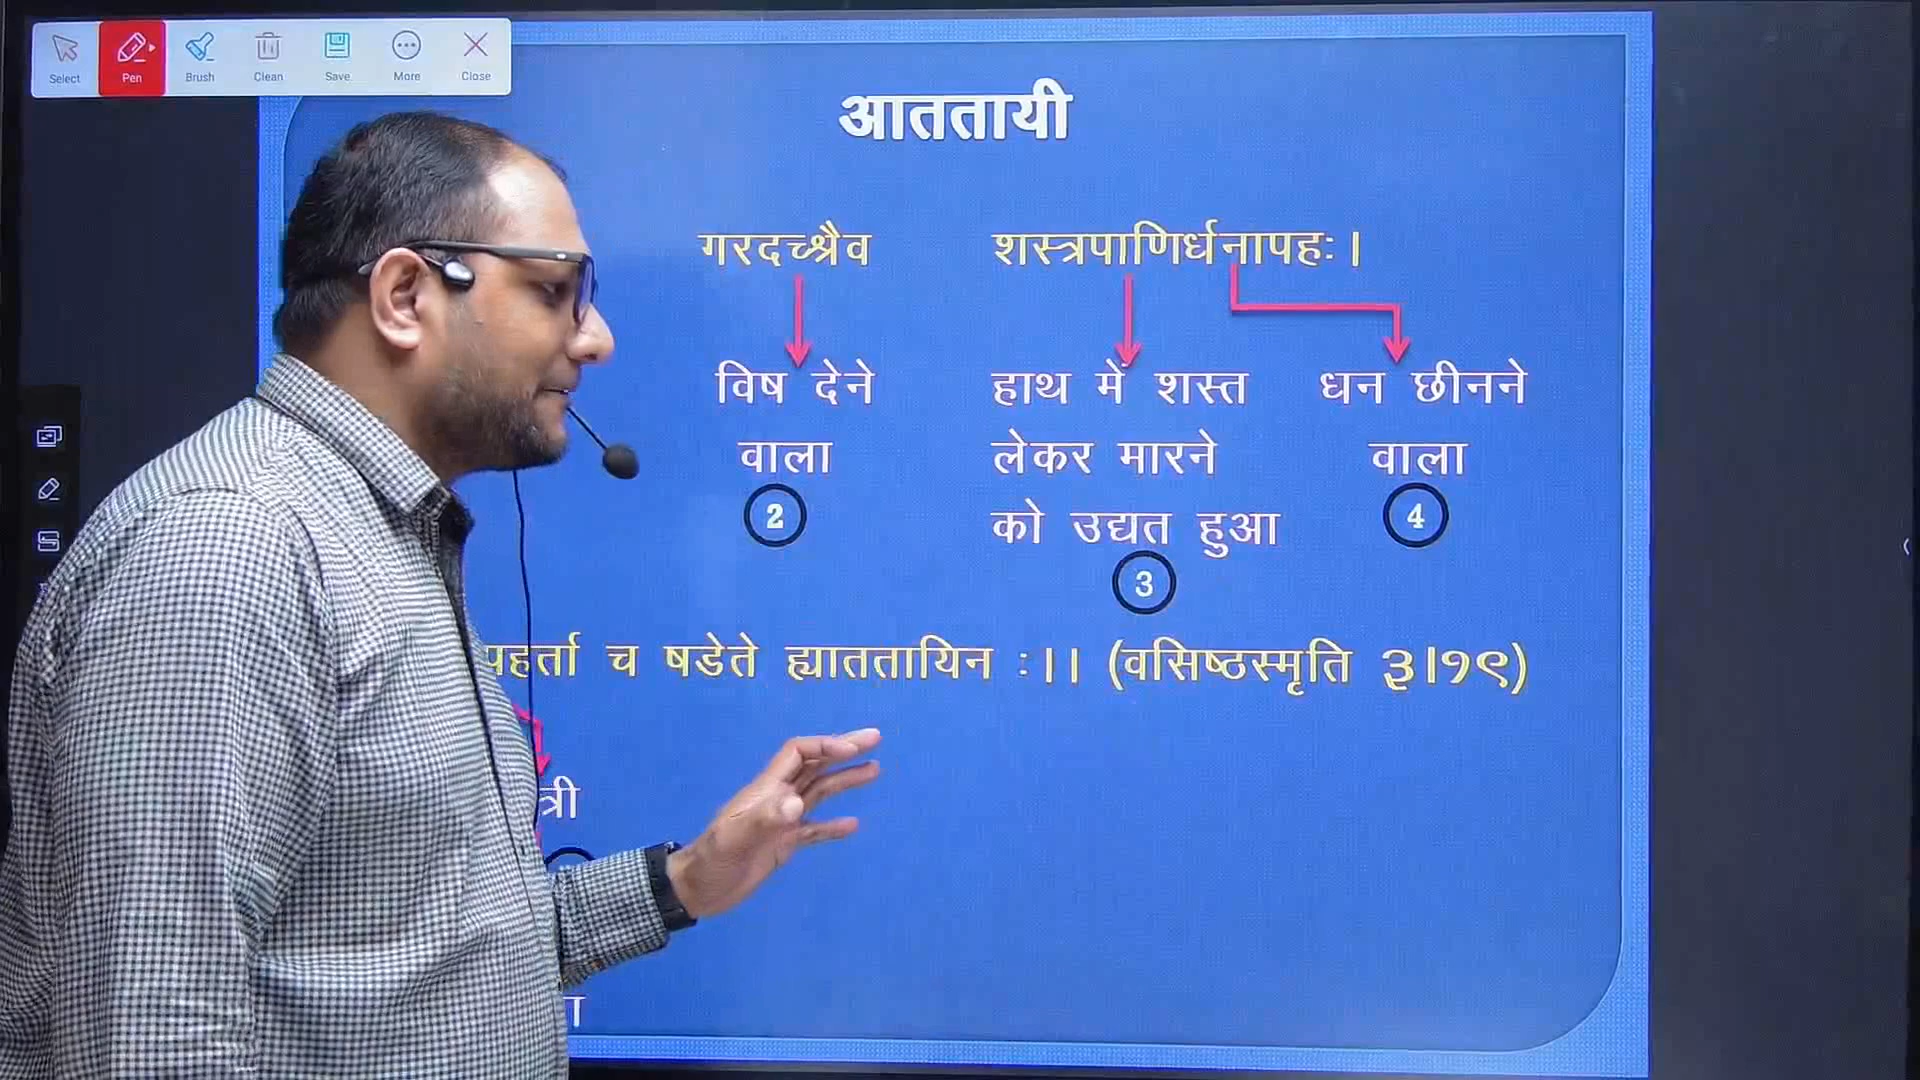 Select Pen Brush Clean Save More Close
आततायी
गरदच्श्रैव शस्त्रपाणिर्धनापहः।
विष देने हाथ में शस्त धन छीनने
वाला लेकर मारने वाला
2 को उद्यत हुआ 4
3
पहर्ता च षडेते ह्याततायिन ः।। (वसिष्ठस्मृति ३।१९)
त्री